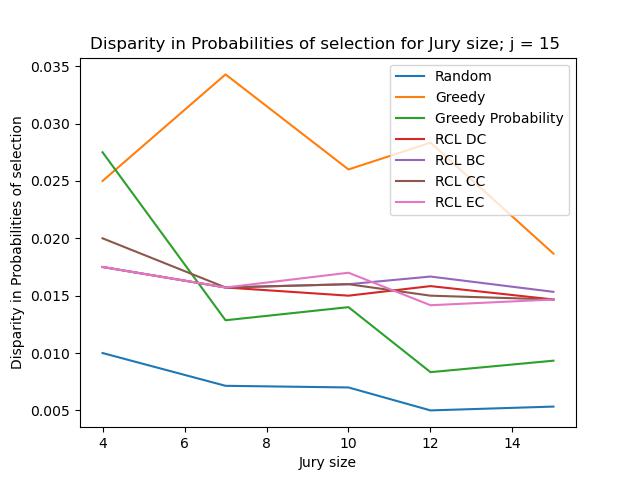 Disparity in Probabilities of selection for Jury size; j = 15
Disparity in Probabilities of selection
0.035
0.030
0.025
0.020
0.015
0.010
0.005
Random
Greedy
Greedy Probability
RCL DC
RCL BC
RCL CC
RCL EC
4 6 8 10 12 14
Jury size